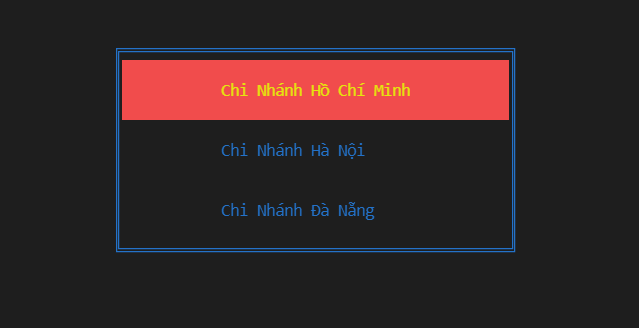 Chi Nhánh Hồ Chí Minh
Chi Nhánh Hà Nội
Chi Nhánh Đà Nẵng